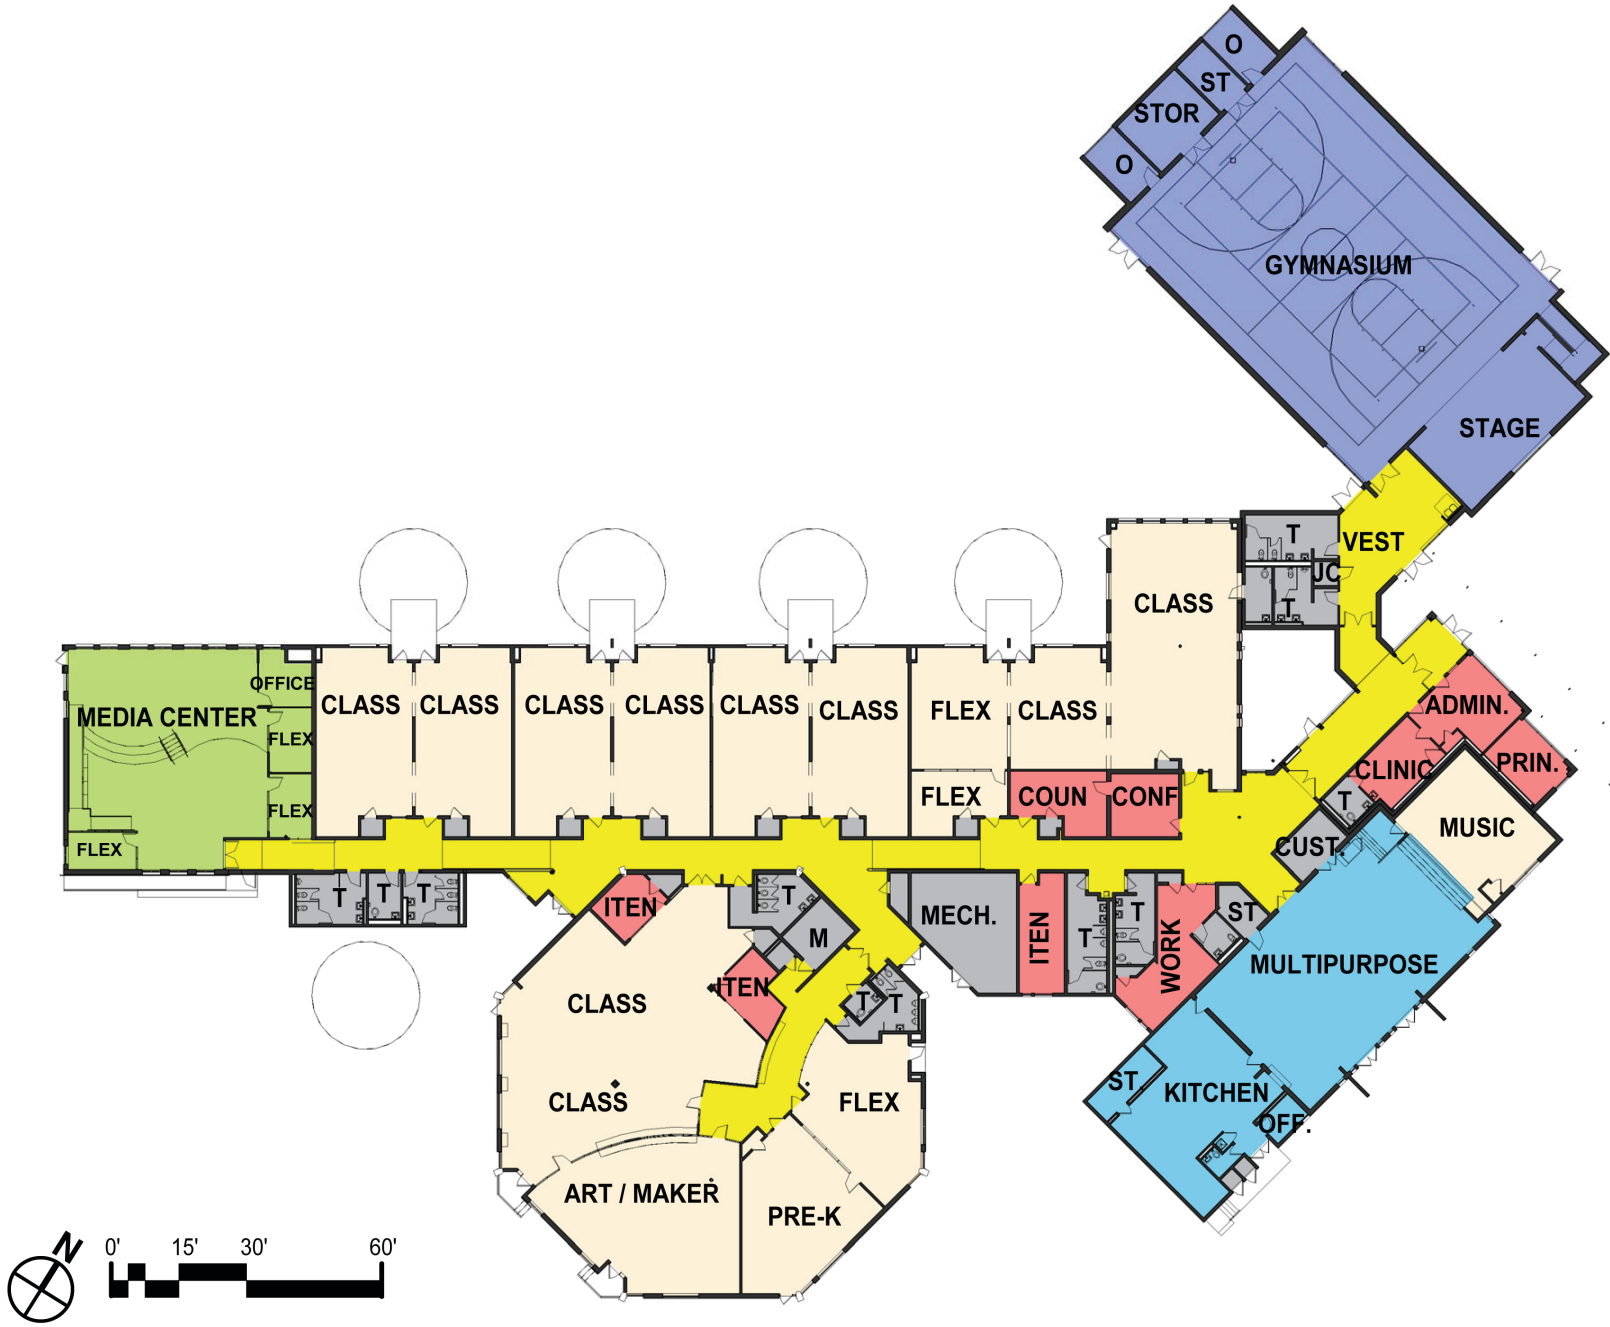 O
ST
STOR
O
GYMNASIUM
STAGE
T
VEST
JC
T
CLASS
OFFICE
CLASS
CLASS
CLASS
CLASS
CLASS
CLASS
FLEX
CLASS
ADMIN.
MEDIA CENTER
FLEX
CLINIC
PRIN.
FLEX
FLEX
COUN
CONF
T
MUSIC
FLEX
CUST.
T
T
T
ITEN
T
M
MECH.
ITEN
T
T
WORK
ST
MULTIPURPOSE
ITEN
CLASS
T
T
CLASS
FLEX
ST
KITCHEN
OFF.
ART / MAKER
PRE-K
N
0' 15' 30' 60'